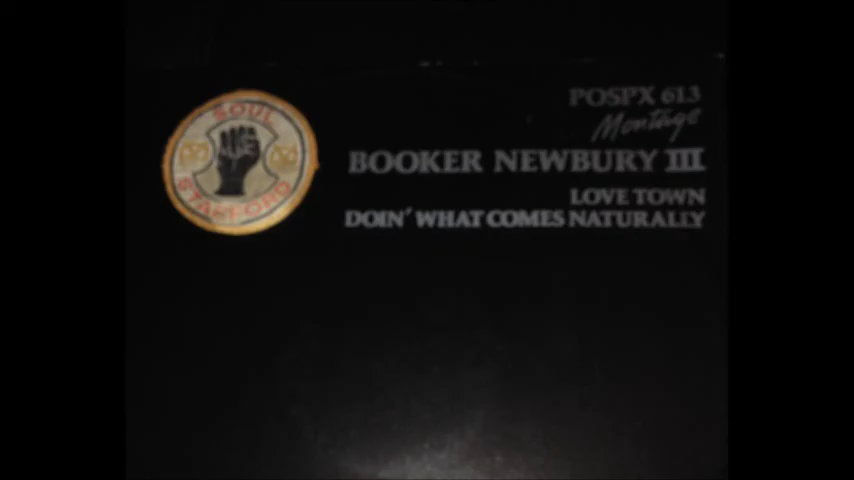 SOUL
STAFFORD
POSPX 613
Montage
BOOKER NEWBURY III
LOVE TOWN
DOIN' WHAT COMES NATURALLY